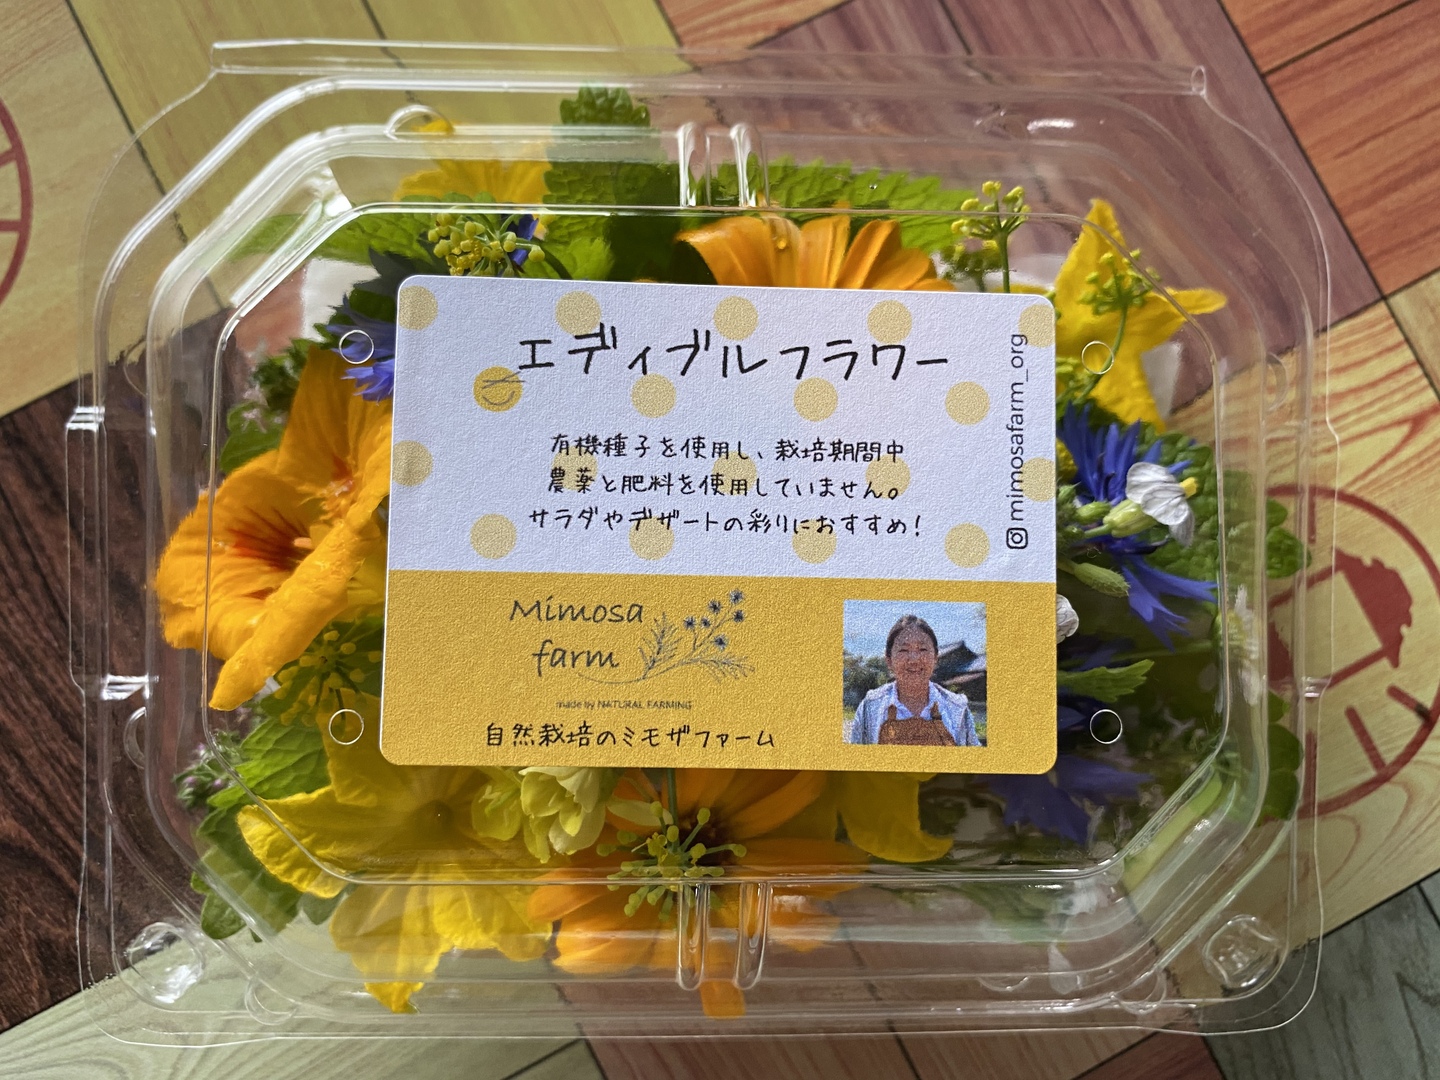 エディブルフラワー
有機種子を使用し、栽培期間中
農薬と肥料を使用していません。
サラダやデザートの彩りにおすすめ!
mimosafarm_org
Mimosa
farm
made by NATURAL FARMING
自然栽培のミモザファーム